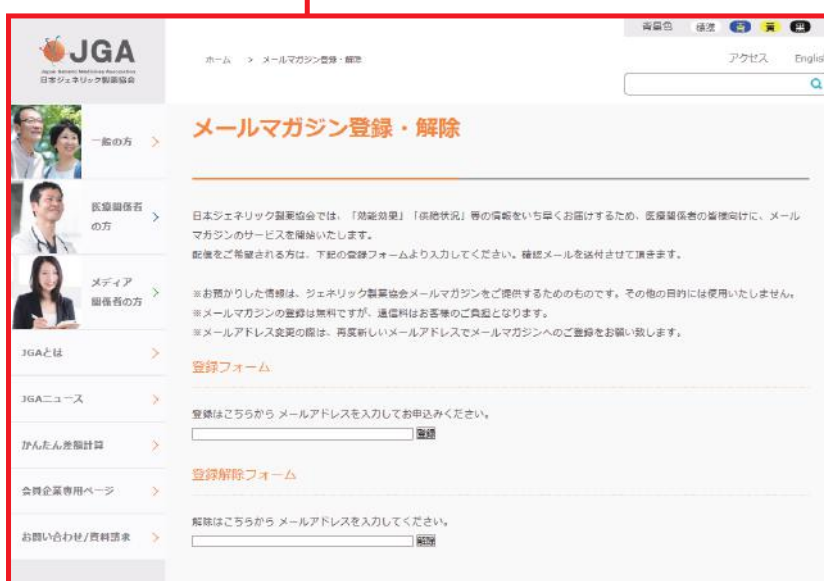 背景色 標準 青 黄 黒
JGA
Japan Generic Medicines Association
日本ジェネリック製薬協会
ホーム > メールマガジン登録・解除
アクセス English
一般の方
医療関係者
の方
メディア
関係者の方
JGAとは
JGAニュース
かんたん差額計算
会員企業専用ページ
お問い合わせ/資料請求
メールマガジン登録・解除
日本ジェネリック製薬協会では、「効能効果」「供給状況」等の情報をいち早くお届けするため、医療関係者の皆様向けに、メール
マガジンのサービスを開始いたします。
配信をご希望される方は、下記の登録フォームより入力してください。確認メールを送付させて頂きます。
※お預かりした情報は、ジェネリック製薬協会メールマガジンをご提供するためのものです。その他の目的には使用いたしません。
※メールマガジンの登録は無料ですが、通信料はお客様のご負担となります。
※メールアドレス変更の際は、再度新しいメールアドレスでメールマガジンへのご登録をお願い致します。
登録フォーム
登録はこちらから メールアドレスを入力してお申込みください。
登録
登録解除フォーム
解除はこちらから メールアドレスを入力してください。
解除